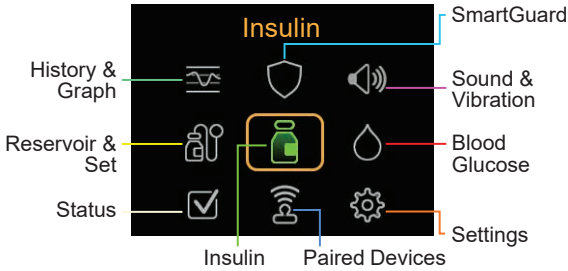 SmartGuard
Insulin
History &
Graph
Sound &
Vibration
Reservoir &
Set
Blood
Glucose
Status
Settings
Insulin
Paired Devices